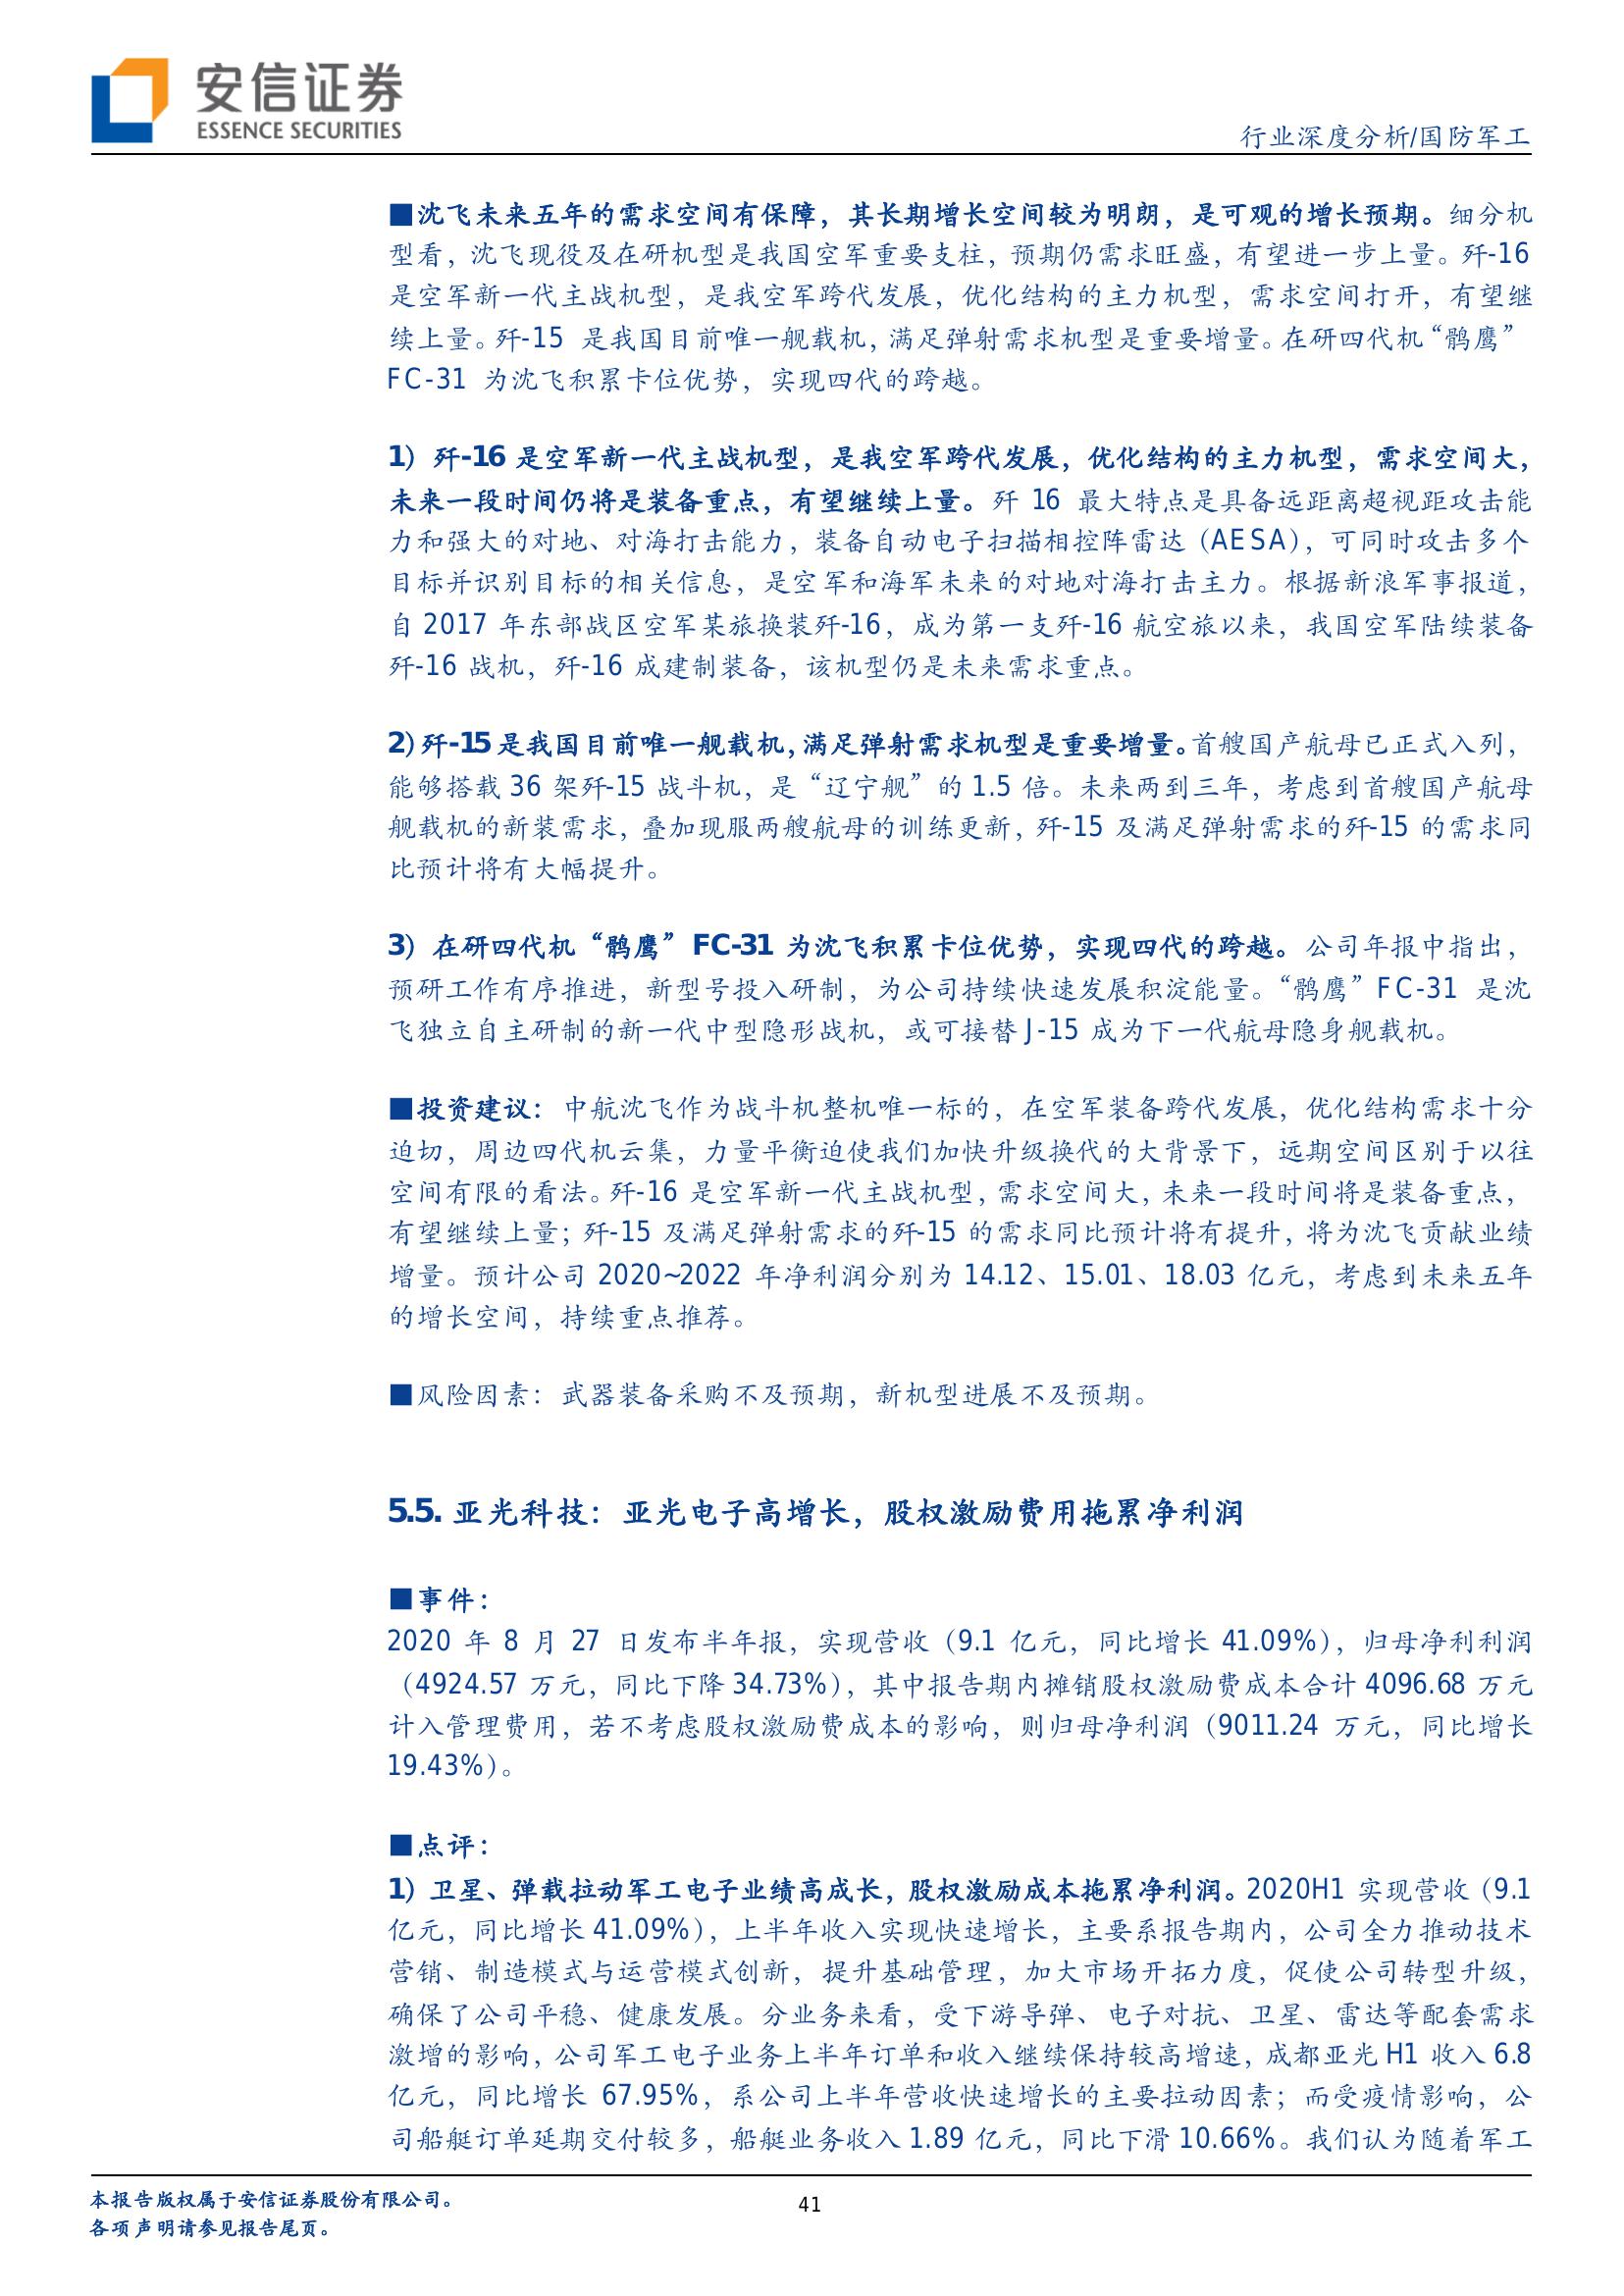 安信证券
ESSENCE SECURITIES
行业深度分析/国防军工
■沈飞未来五年的需求空间有保障，其长期增长空间较为明朗，是可观的增长预期。细分机
型看，沈飞现役及在研机型是我国空军重要支柱，预期仍需求旺盛，有望进一步上量。歼-16
是空军新一代主战机型，是我空军跨代发展，优化结构的主力机型，需求空间打开，有望继
续上量。歼-15 是我国目前唯一舰载机，满足弹射需求机型是重要增量。在研四代机“鹘鹰”
FC-31 为沈飞积累卡位优势，实现四代的跨越。
1）歼-16 是空军新一代主战机型，是我空军跨代发展，优化结构的主力机型，需求空间大，
未来一段时间仍将是装备重点，有望继续上量。歼 16 最大特点是具备远距离超视距攻击能
力和强大的对地、对海打击能力，装备自动电子扫描相控阵雷达（AESA），可同时攻击多个
目标并识别目标的相关信息，是空军和海军未来的对地对海打击主力。根据新浪军事报道，
自 2017 年东部战区空军某旅换装歼-16，成为第一支歼-16 航空旅以来，我国空军陆续装备
歼-16 战机，歼-16 成建制装备，该机型仍是未来需求重点。
2）歼-15 是我国目前唯一舰载机，满足弹射需求机型是重要增量。首艘国产航母已正式入列，
能够搭载 36 架歼-15 战斗机，是“辽宁舰”的 1.5 倍。未来两到三年，考虑到首艘国产航母
舰载机的新装需求，叠加现服两艘航母的训练更新，歼-15 及满足弹射需求的歼-15 的需求同
比预计将有大幅提升。
3）在研四代机“鹘鹰”FC-31 为沈飞积累卡位优势，实现四代的跨越。公司年报中指出，
预研工作有序推进，新型号投入研制，为公司持续快速发展积淀能量。“鹘鹰”FC-31 是沈
飞独立自主研制的新一代中型隐形战机，或可接替 J-15 成为下一代航母隐身舰载机。
■投资建议：中航沈飞作为战斗机整机唯一标的，在空军装备跨代发展，优化结构需求十分
迫切，周边四代机云集，力量平衡迫使我们加快升级换代的大背景下，远期空间区别于以往
空间有限的看法。歼-16 是空军新一代主战机型，需求空间大，未来一段时间将是装备重点，
有望继续上量；歼-15 及满足弹射需求的歼-15 的需求同比预计将有提升，将为沈飞贡献业绩
增量。预计公司 2020~2022 年净利润分别为 14.12、15.01、18.03 亿元，考虑到未来五年
的增长空间，持续重点推荐。
■风险因素：武器装备采购不及预期，新机型进展不及预期。
5.5. 亚光科技：亚光电子高增长，股权激励费用拖累净利润
■事件：
2020 年 8 月 27 日发布半年报，实现营收（9.1 亿元，同比增长 41.09%），归母净利利润
（4924.57 万元，同比下降 34.73%），其中报告期内摊销股权激励费成本合计 4096.68 万元
计入管理费用，若不考虑股权激励费成本的影响，则归母净利润（9011.24 万元，同比增长
19.43%）。
■点评：
1）卫星、弹载拉动军工电子业绩高成长，股权激励成本拖累净利润。2020H1 实现营收（9.1
亿元，同比增长 41.09%），上半年收入实现快速增长，主要系报告期内，公司全力推动技术
营销、制造模式与运营模式创新，提升基础管理，加大市场开拓力度，促使公司转型升级，
确保了公司平稳、健康发展。分业务来看，受下游导弹、电子对抗、卫星、雷达等配套需求
激增的影响，公司军工电子业务上半年订单和收入继续保持较高增速，成都亚光 H1 收入 6.8
亿元，同比增长 67.95%，系公司上半年营收快速增长的主要拉动因素；而受疫情影响，公
司船艇订单延期交付较多，船艇业务收入 1.89 亿元，同比下滑 10.66%。我们认为随着军工
本报告版权属于安信证券股份有限公司。
各项声明请参见报告尾页。
41